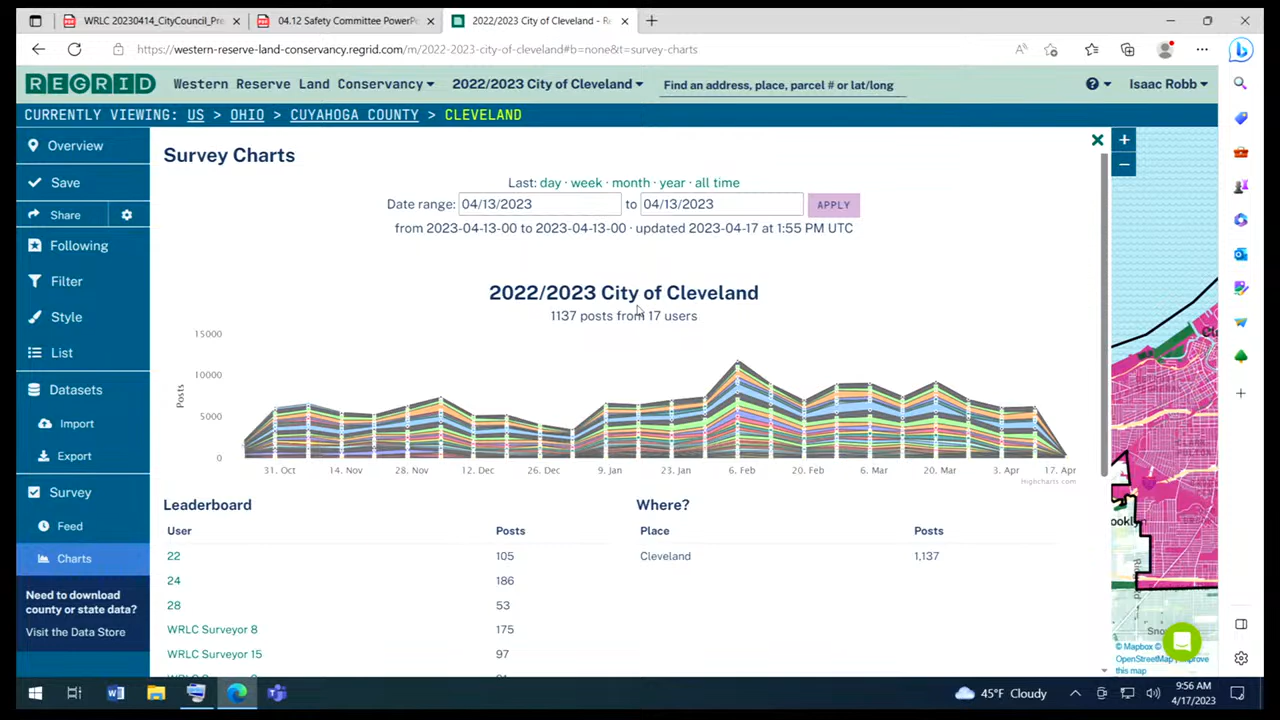 WRLC 20230414_CityCouncil_Pre
04.12 Safety Committee PowerPo
2022/2023 City of Cleveland - Re
https://western-reserve-land-conservancy.regrid.com/m/2022-2023-city-of-cleveland#b=none&t=survey-charts
REGRID
Western Reserve Land Conservancy
2022/2023 City of Cleveland
Find an address, place, parcel # or lat/long
Isaac Robb
CURRENTLY VIEWING: US > OHIO > CUYAHOGA COUNTY > CLEVELAND
Overview
Save
Share
Following
Filter
Style
List
Datasets
Import
Export
Survey
Feed
Charts
Need to download
county or state data?
Visit the Data Store
Survey Charts
Last: day · week · month · year · all time
Date range: 04/13/2023 to 04/13/2023 APPLY
from 2023-04-13-00 to 2023-04-13-00 · updated 2023-04-17 at 1:55 PM UTC
2022/2023 City of Cleveland
1137 posts from 17 users
Posts
15000
10000
5000
0
31. Oct 14. Nov 28. Nov 12. Dec 26. Dec 9. Jan 23. Jan 6. Feb 20. Feb 6. Mar 20. Mar 3. Apr 17. Apr
Highcharts.com
Leaderboard
User Posts
22 105
24 186
28 53
WRLC Surveyor 8 175
WRLC Surveyor 15 97
Where?
Place Posts
Cleveland 1,137
© Mapbox ©
OpenStreetMap Improve
this map
45°F Cloudy
9:56 AM
4/17/2023